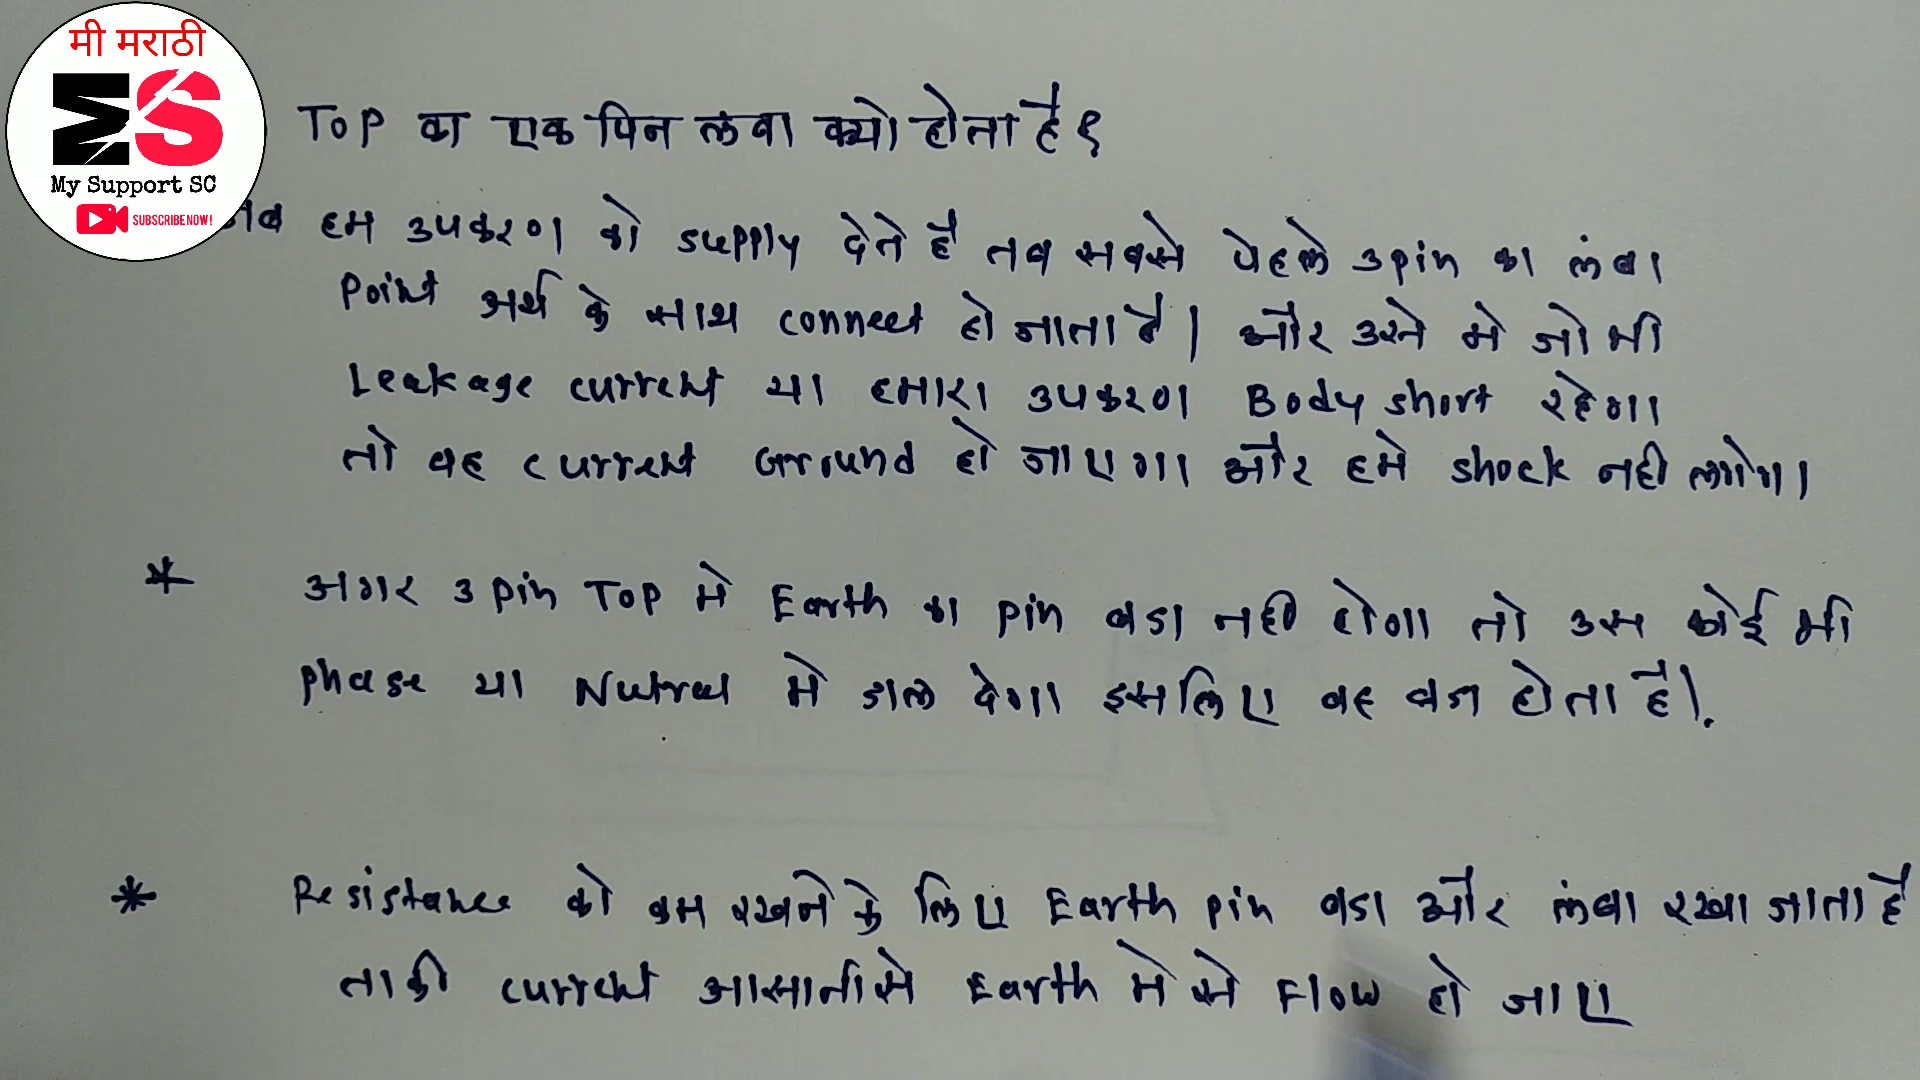 मी मराठी
MS
My Support SC
SUBSCRIBE NOW!
TOP का एक पिन लंबा क्यो होता है?
जब हम उपकरण को supply देते है तब सबसे पेहले 3 pin का लंबा
Point अर्थ के साथ connect हो जाता है। और उसने मे जो भी
Leakage current या हमारा उपकरण Body short रहेगा
तो वह current Ground हो जाएगा और हमे shock नही लगेगा
* अगर 3 pin TOP मे Earth का pin बडा नही होगा तो उस कोई भी
phase या Nutral मे डाल देगा इसलिए वह बडा होता है।.
* Resistance को कम रखने के लिए Earth pin बडा और लंबा रखा जाता है
ताकी current आसानीसे Earth मे से Flow हो जाए